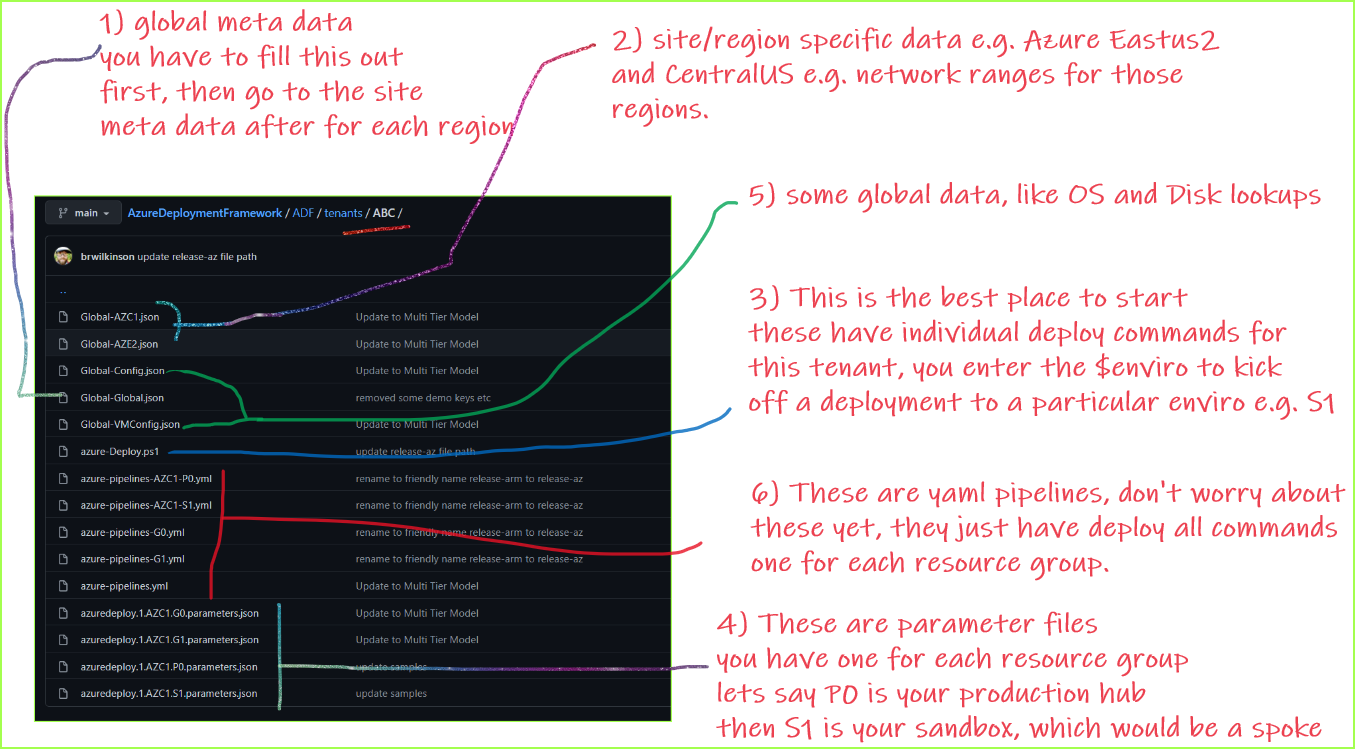 1) global meta data
you have to fill this out
first, then go to the site
meta data after for each region
2) site/region specific data e.g. Azure Eastus2
and CentralUS e.g. network ranges for those
regions.
5) some global data, like OS and Disk lookups
3) This is the best place to start
these have individual deploy commands for
this tenant, you enter the $enviro to kick
off a deployment to a particular enviro e.g. S1
6) These are yaml pipelines, don't worry about
these yet, they just have deploy all commands
one for each resource group.
4) These are parameter files
you have one for each resource group
lets say P0 is your production hub
then S1 is your sandbox, which would be a spoke
main AzureDeploymentFramework / ADF / tenants / ABC /
brwilkinson update release-az file path
..
Global-AZC1.json Update to Multi Tier Model
Global-AZE2.json Update to Multi Tier Model
Global-Config.json Update to Multi Tier Model
Global-Global.json removed some demo keys etc
Global-VMConfig.json Update to Multi Tier Model
azure-Deploy.ps1 update release-az file path
azure-pipelines-AZC1-P0.yml rename to friendly name release-arm to release-az
azure-pipelines-AZC1-S1.yml rename to friendly name release-arm to release-az
azure-pipelines-G0.yml rename to friendly name release-arm to release-az
azure-pipelines-G1.yml rename to friendly name release-arm to release-az
azure-pipelines.yml Update to Multi Tier Model
azuredeploy.1.AZC1.G0.parameters.json Update to Multi Tier Model
azuredeploy.1.AZC1.G1.parameters.json Update to Multi Tier Model
azuredeploy.1.AZC1.P0.parameters.json update samples
azuredeploy.1.AZC1.S1.parameters.json update samples